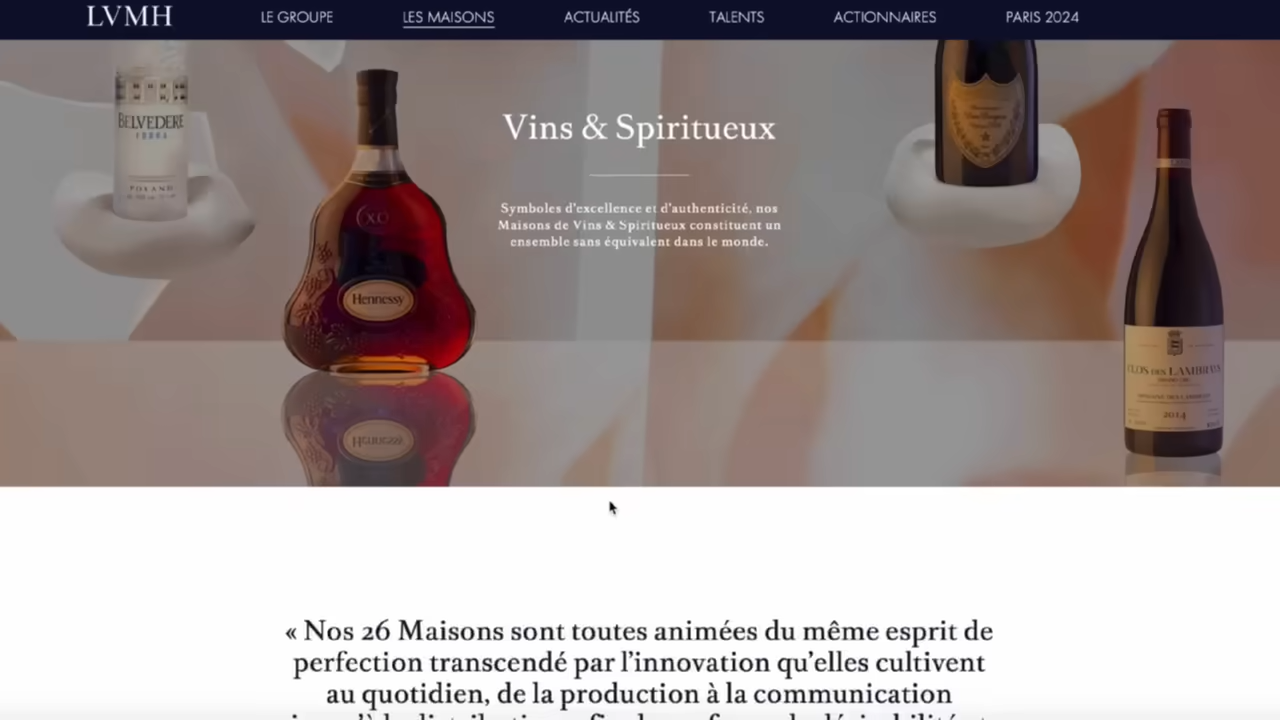 LVMH
LE GROUPE
LES MAISONS
ACTUALITÉS
TALENTS
ACTIONNAIRES
PARIS 2024
Vins & Spiritueux
Symboles d'excellence et d'authenticité, nos
Maisons de Vins & Spiritueux constituent un
ensemble sans équivalent dans le monde.
BELVEDERE
VODKA
POLAND
XO
Hennessy
Hennessy
CLOS DES LAMBRAYS
2014
« Nos 26 Maisons sont toutes animées du même esprit de
perfection transcendé par l'innovation qu'elles cultivent
au quotidien, de la production à la communication